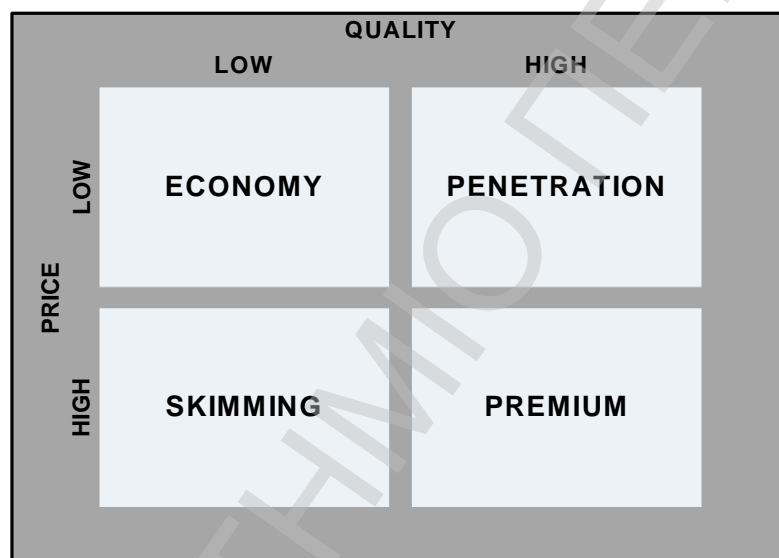 QUALITY
LOW HIGH
LOW
ECONOMY PENETRATION
PRICE
HIGH
SKIMMING PREMIUM